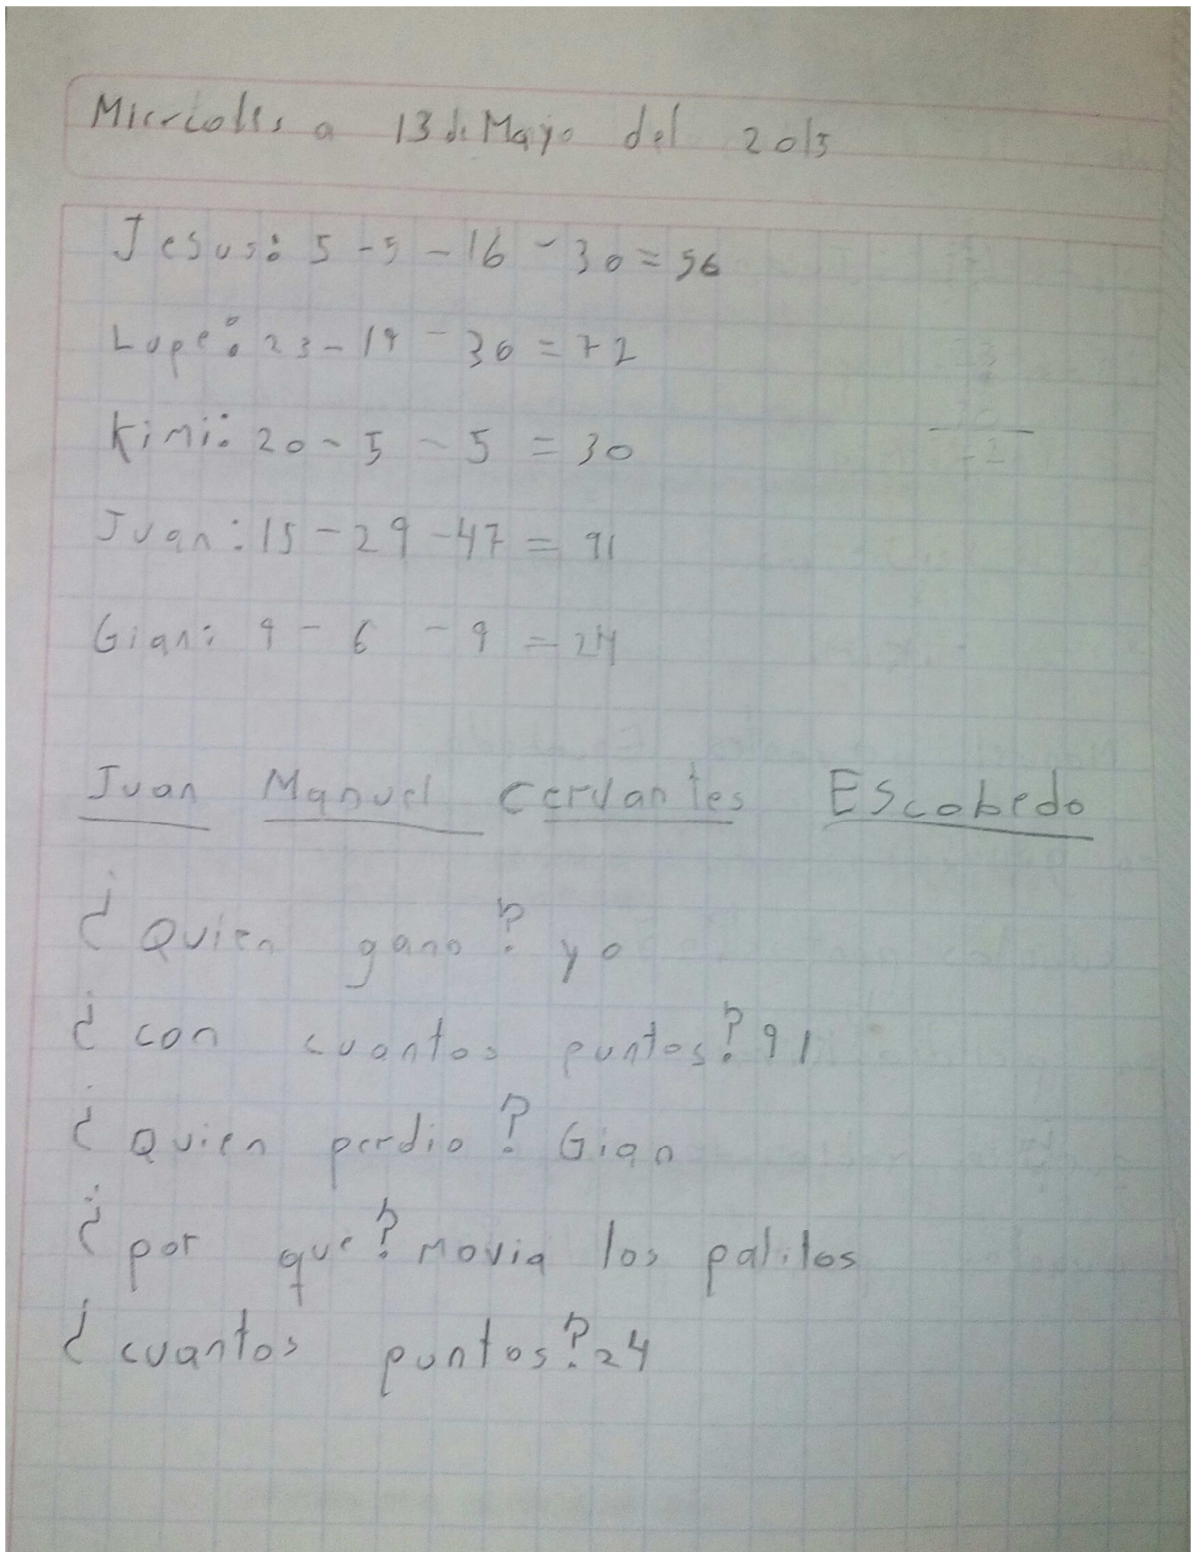 Miercoles a 13 de Mayo del 2015
Jesus: 5 - 5 - 16 - 30 = 56
Lupe: 23 - 19 - 30 = 72
Kimi: 20 - 5 - 5 = 30
Juan: 15 - 29 - 47 = 91
Gian: 9 - 6 - 9 = 24
Juan Manuel Cervantes Escobedo
¿Quien gano? yo
¿con cuantos puntos? 91
¿Quien perdio? Gian
¿por que? Movia los palilos
¿cuantos puntos? 24